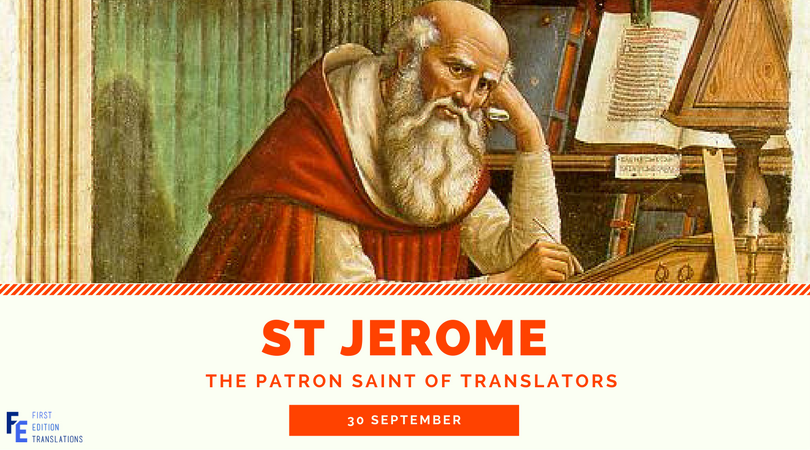 ST JEROME
THE PATRON SAINT OF TRANSLATORS
30 SEPTEMBER
FE
FIRST
EDITION
TRANSLATIONS